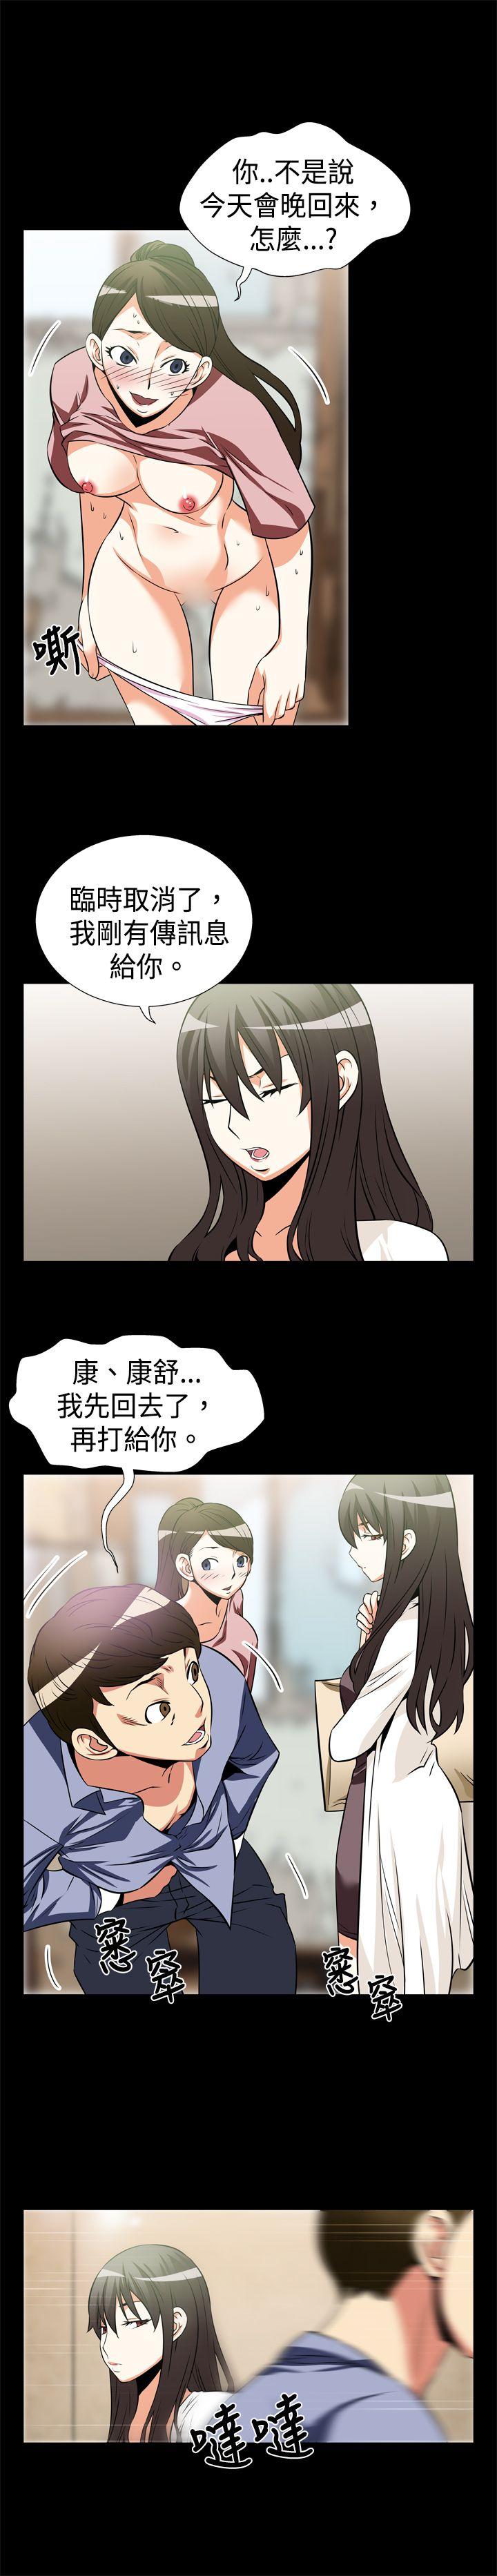 你..不是說
今天會晚回來，
怎麼...?
嘶
臨時取消了，
我剛有傳訊息
給你。
康、康舒...
我先回去了，
再打給你。
窸
窣
窸
窣
噠噠